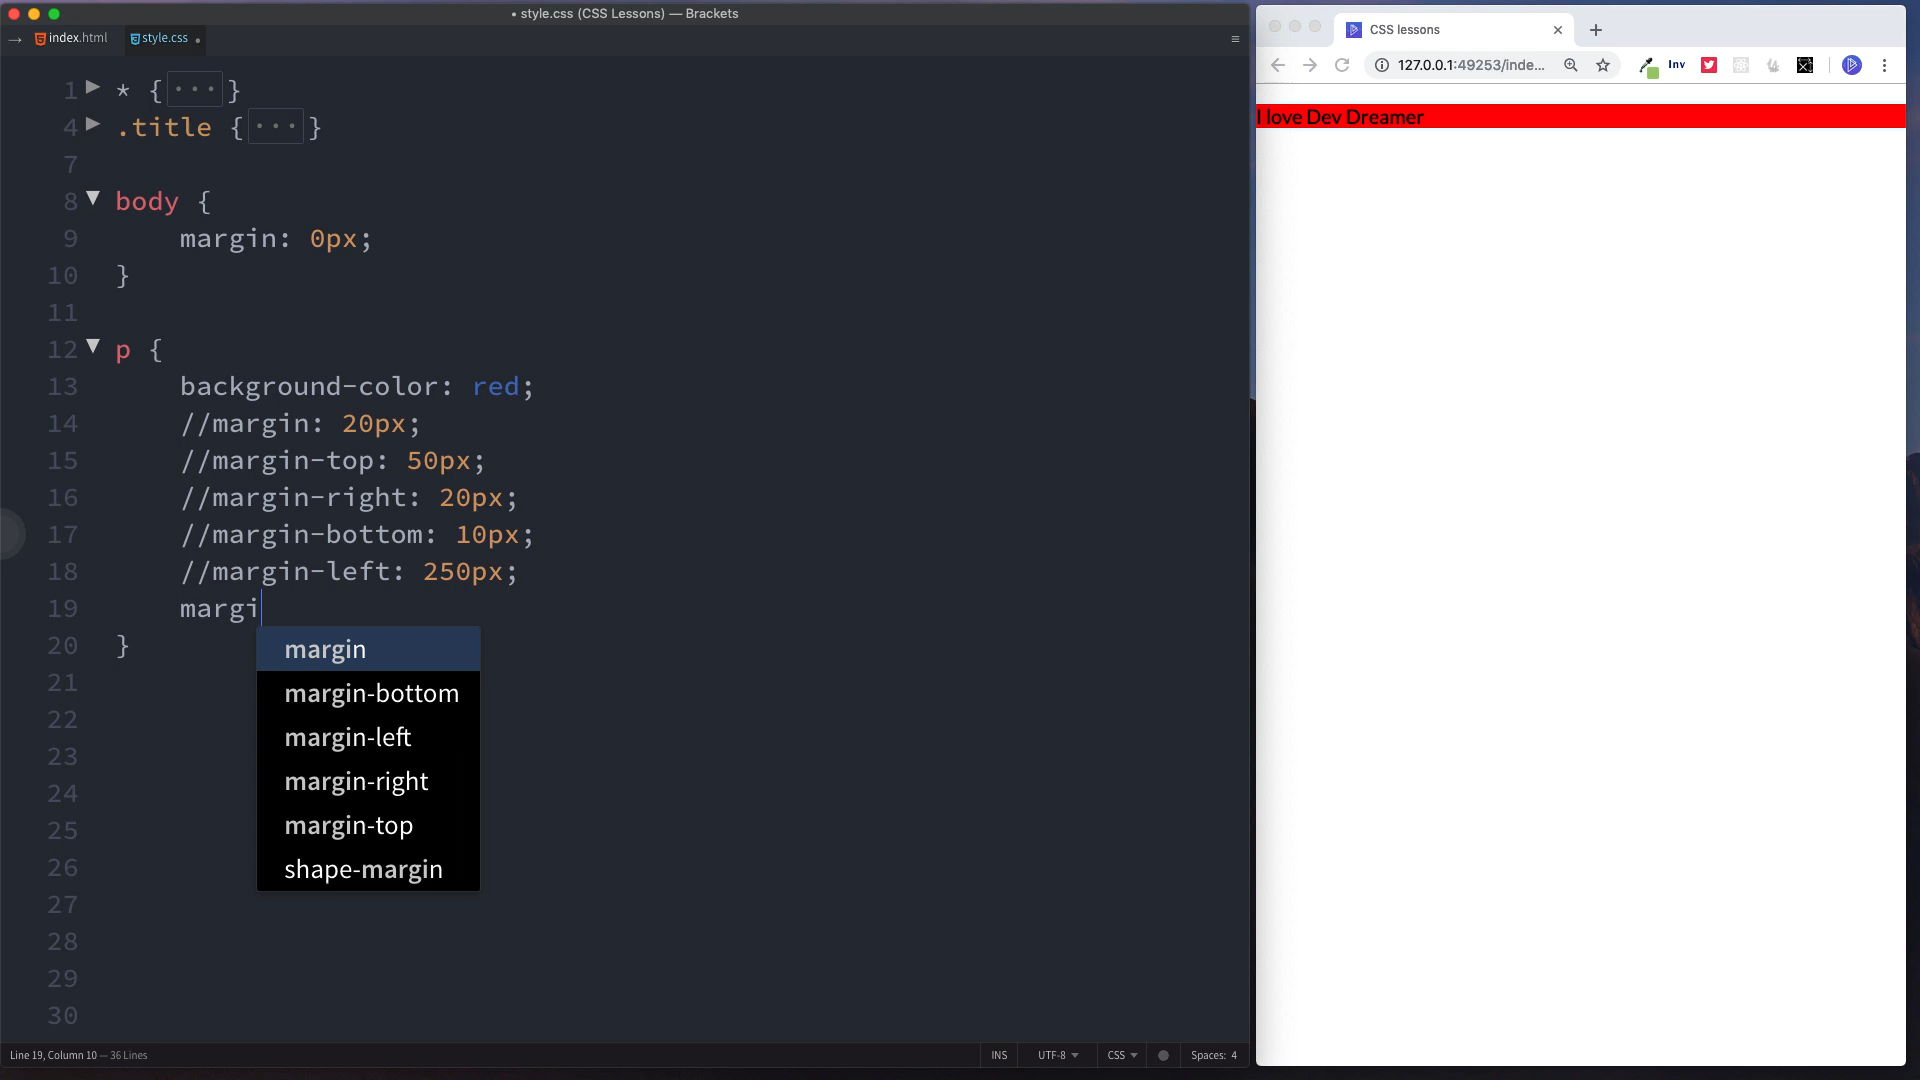 • style.css (CSS Lessons) — Brackets
index.html
style.css •
1 * {...}
4 .title {...}
7
8 body {
9 margin: 0px;
10 }
11
12 p {
13 background-color: red;
14 //margin: 20px;
15 //margin-top: 50px;
16 //margin-right: 20px;
17 //margin-bottom: 10px;
18 //margin-left: 250px;
19 margi
20 }
21
22
23
24
25
26
27
28
29
30
margin
margin-bottom
margin-left
margin-right
margin-top
shape-margin
Line 19, Column 10 — 36 Lines
INS
UTF-8
CSS
Spaces: 4
CSS lessons
127.0.0.1:49253/inde...
Inv
I love Dev Dreamer